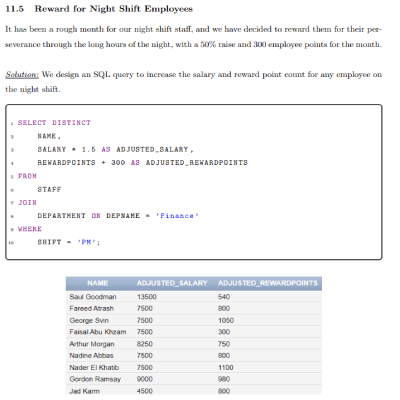 11.5 Reward for Night Shift Employees
It has been a rough month for our night shift staff, and we have decided to reward them for their per-
severance through the long hours of the night, with a 50% raise and 300 employee points for the month.
Solution: We design an SQL query to increase the salary and reward point count for any employee on
the night shift.
1 SELECT DISTINCT
2 NAME,
3 SALARY * 1.5 AS ADJUSTED_SALARY,
4 REWARDPOINTS + 300 AS ADJUSTED_REWARDPOINTS
5 FROM
6 STAFF
7 JOIN
8 DEPARTMENT ON DEPNAME = 'Finance'
9 WHERE
10 SHIFT = 'PM';
NAME ADJUSTED_SALARY ADJUSTED_REWARDPOINTS
Saul Goodman 13500 540
Fareed Atrash 7500 800
George Svin 7500 1050
Faisal Abu Khzam 7500 300
Arthur Morgan 8250 750
Nadine Abbas 7500 800
Nader El Khatib 7500 1100
Gordon Ramsay 9000 980
Jad Karm 4500 800